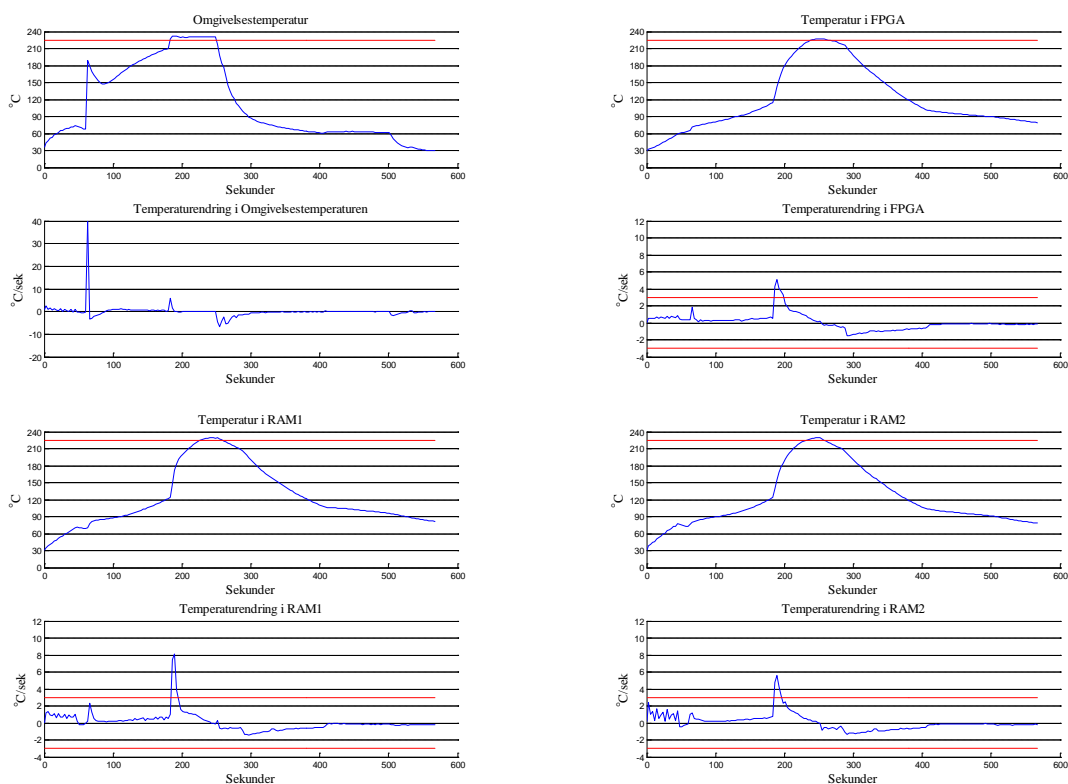 Omgivelsestemperatur
240
210
180
150
120
90
60
30
0
°C
0 100 200 300 400 500 600
Sekunder
Temperatur i FPGA
240
210
180
150
120
90
60
30
0
°C
0 100 200 300 400 500 600
Sekunder
Temperaturendring i Omgivelsestemperaturen
40
30
20
10
0
-10
-20
°C/sek
0 100 200 300 400 500 600
Sekunder
Temperaturendring i FPGA
12
10
8
6
4
2
0
-2
-4
°C/sek
0 100 200 300 400 500 600
Sekunder
Temperatur i RAM1
240
210
180
150
120
90
60
30
0
°C
0 100 200 300 400 500 600
Sekunder
Temperatur i RAM2
240
210
180
150
120
90
60
30
0
°C
0 100 200 300 400 500 600
Sekunder
Temperaturendring i RAM1
12
10
8
6
4
2
0
-2
-4
°C/sek
0 100 200 300 400 500 600
Sekunder
Temperaturendring i RAM2
12
10
8
6
4
2
0
-2
-4
°C/sek
0 100 200 300 400 500 600
Sekunder